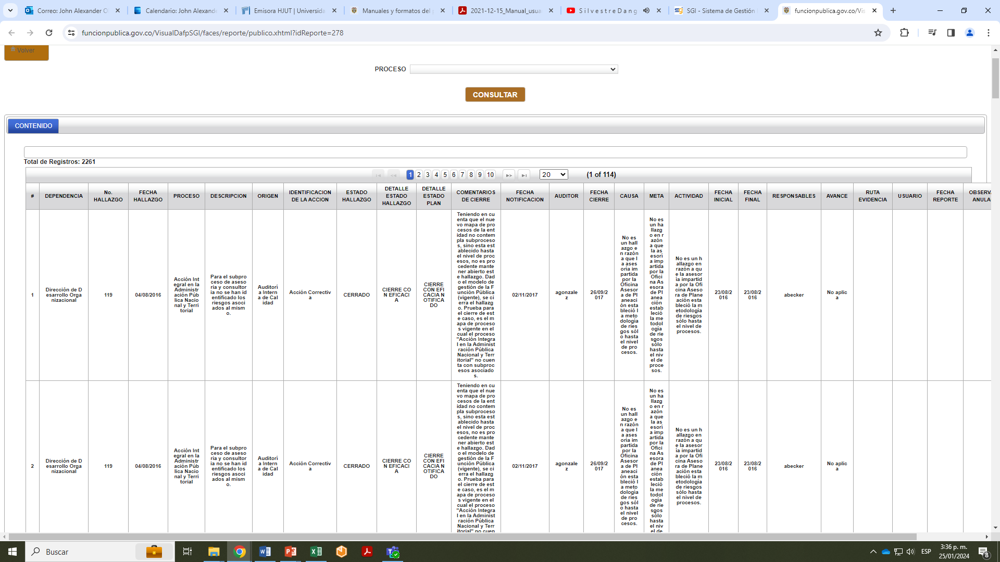 Correo: John Alexander O
Calendario: John Alexande
Emisora HJUT | Universida
Manuales y formatos del
2021-12-15_Manual_usua
S i l v e s t r e D a n g
SGI - Sistema de Gestión
funcionpublica.gov.co/Vis
funcionpublica.gov.co/VisualDafpSGI/faces/reporte/publico.xhtml?idReporte=278
Volver
PROCESO
CONSULTAR
CONTENIDO
Total de Registros: 2261
1 2 3 4 5 6 7 8 9 10 20 (1 of 114)
#
DEPENDENCIA
No.
HALLAZGO
FECHA
HALLAZGO
PROCESO
DESCRIPCION
ORIGEN
IDENTIFICACION
DE LA ACCION
ESTADO
HALLAZGO
DETALLE
ESTADO
HALLAZGO
DETALLE
ESTADO
PLAN
COMENTARIOS
DE CIERRE
FECHA
NOTIFICACION
AUDITOR
FECHA
CIERRE
CAUSA
META
ACTIVIDAD
FECHA
INICIAL
FECHA
FINAL
RESPONSABLES
AVANCE
RUTA
EVIDENCIA
USUARIO
FECHA
REPORTE
OBSERVA
ANULA
1
Dirección de D
esarrollo Orga
nizacional
119
04/08/2016
Acción Int
egral en la
Administr
ación Púb
lica Nacio
nal y Terri
torial
Para el subpro
ceso de aseso
ria y consultor
ia no se han id
entificado los
riesgos asoci
ados al mism
o.
Auditorí
a Intern
a de Cal
idad
Acción Correctiv
a
CERRADO
CIERRE CO
N EFICACI
A
CIERRE
CON EFI
CACIA N
OTIFICA
DO
Teniendo en cu
enta que el nue
vo mapa de pro
cesos de la ent
idad no contem
pla subproceso
s, sino esta est
ablecido hasta
el nivel de proc
esos, no es pro
cedente mante
ner abierto est
e hallazgo. Dad
o el modelo de
gestión de la F
unción Pública
(vigente), se ci
erra el hallazg
o. Prueba para
el cierre de est
e caso, es el m
apa de proceso
s vigente en el
cual el proceso
"Acción Integra
l en la Administ
ración Pública
Nacional y Terr
itorial" no cuen
ta con subproc
esos asociado
s.
02/11/2017
agonzale
z
26/09/2
017
No es
un hall
azgo e
n razón
a que l
a ases
oría im
partida
por la
Oficina
Asesor
a de Pl
aneaci
ón esta
bleció l
a meto
dología
de ries
gos sól
o hasta
el nivel
de pro
cesos.
No es
un ha
llazg
o en r
azón
a que
la as
esorí
a imp
artida
por la
Ofici
na As
esora
de Pl
anea
ción
estab
leció
la me
todol
ogía
de rie
sgos
sólo
hasta
el niv
el de
proce
sos.
No es un h
allazgo en
razón a qu
e la asesor
ía impartid
a por la Ofi
cina Aseso
ra de Plane
ación esta
bleció la m
etodología
de riesgos
sólo hasta
el nivel de
procesos.
23/08/2
016
23/08/2
016
abecker
No aplic
a
2
Dirección de D
esarrollo Orga
nizacional
119
04/08/2016
Acción Int
egral en la
Administr
ación Púb
lica Nacio
nal y Terri
torial
Para el subpro
ceso de aseso
ria y consultor
ia no se han id
entificado los
riesgos asoci
ados al mism
o.
Auditorí
a Intern
a de Cal
idad
Acción Correctiv
a
CERRADO
CIERRE CO
N EFICACI
A
CIERRE
CON EFI
CACIA N
OTIFICA
DO
Teniendo en cu
enta que el nue
vo mapa de pro
cesos de la ent
idad no contem
pla subproceso
s, sino esta est
ablecido hasta
el nivel de proc
esos, no es pro
cedente mante
ner abierto est
e hallazgo. Dad
o el modelo de
gestión de la F
unción Pública
(vigente), se ci
erra el hallazg
o. Prueba para
el cierre de est
e caso, es el m
apa de proceso
s vigente en el
cual el proceso
"Acción Integra
l en la Administ
ración Pública
Nacional y Terr
itorial" no cuen
02/11/2017
agonzale
z
26/09/2
017
No es
un hall
azgo e
n razón
a que l
a ases
oría im
partida
por la
Oficina
Asesor
a de Pl
aneaci
ón esta
bleció l
a meto
dología
de ries
gos sól
o hasta
el nivel
de pro
cesos.
No es
un ha
llazg
o en r
azón
a que
la as
esorí
a imp
artida
por la
Ofici
na As
esora
de Pl
anea
ción
estab
leció
la me
todol
ogía
de rie
sgos
sólo
hasta
el niv
el de
No es un h
allazgo en
razón a qu
e la asesor
ía impartid
a por la Ofi
cina Aseso
ra de Plane
ación esta
bleció la m
etodología
de riesgos
sólo hasta
el nivel de
procesos.
23/08/2
016
23/08/2
016
abecker
No aplic
a
Buscar
ESP
3:36 p. m.
25/01/2024
8